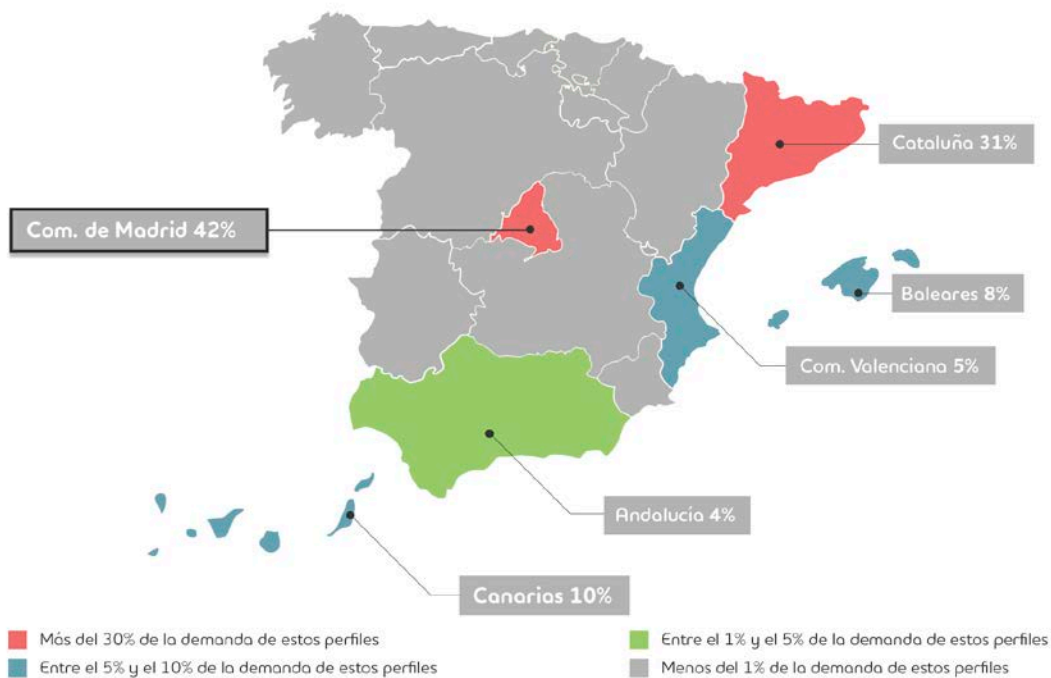 Cataluña 31%
Com. de Madrid 42%
Baleares 8%
Com. Valenciana 5%
Andalucía 4%
Canarias 10%
Más del 30% de la demanda de estos perfiles
Entre el 5% y el 10% de la demanda de estos perfiles
Entre el 1% y el 5% de la demanda de estos perfiles
Menos del 1% de la demanda de estos perfiles